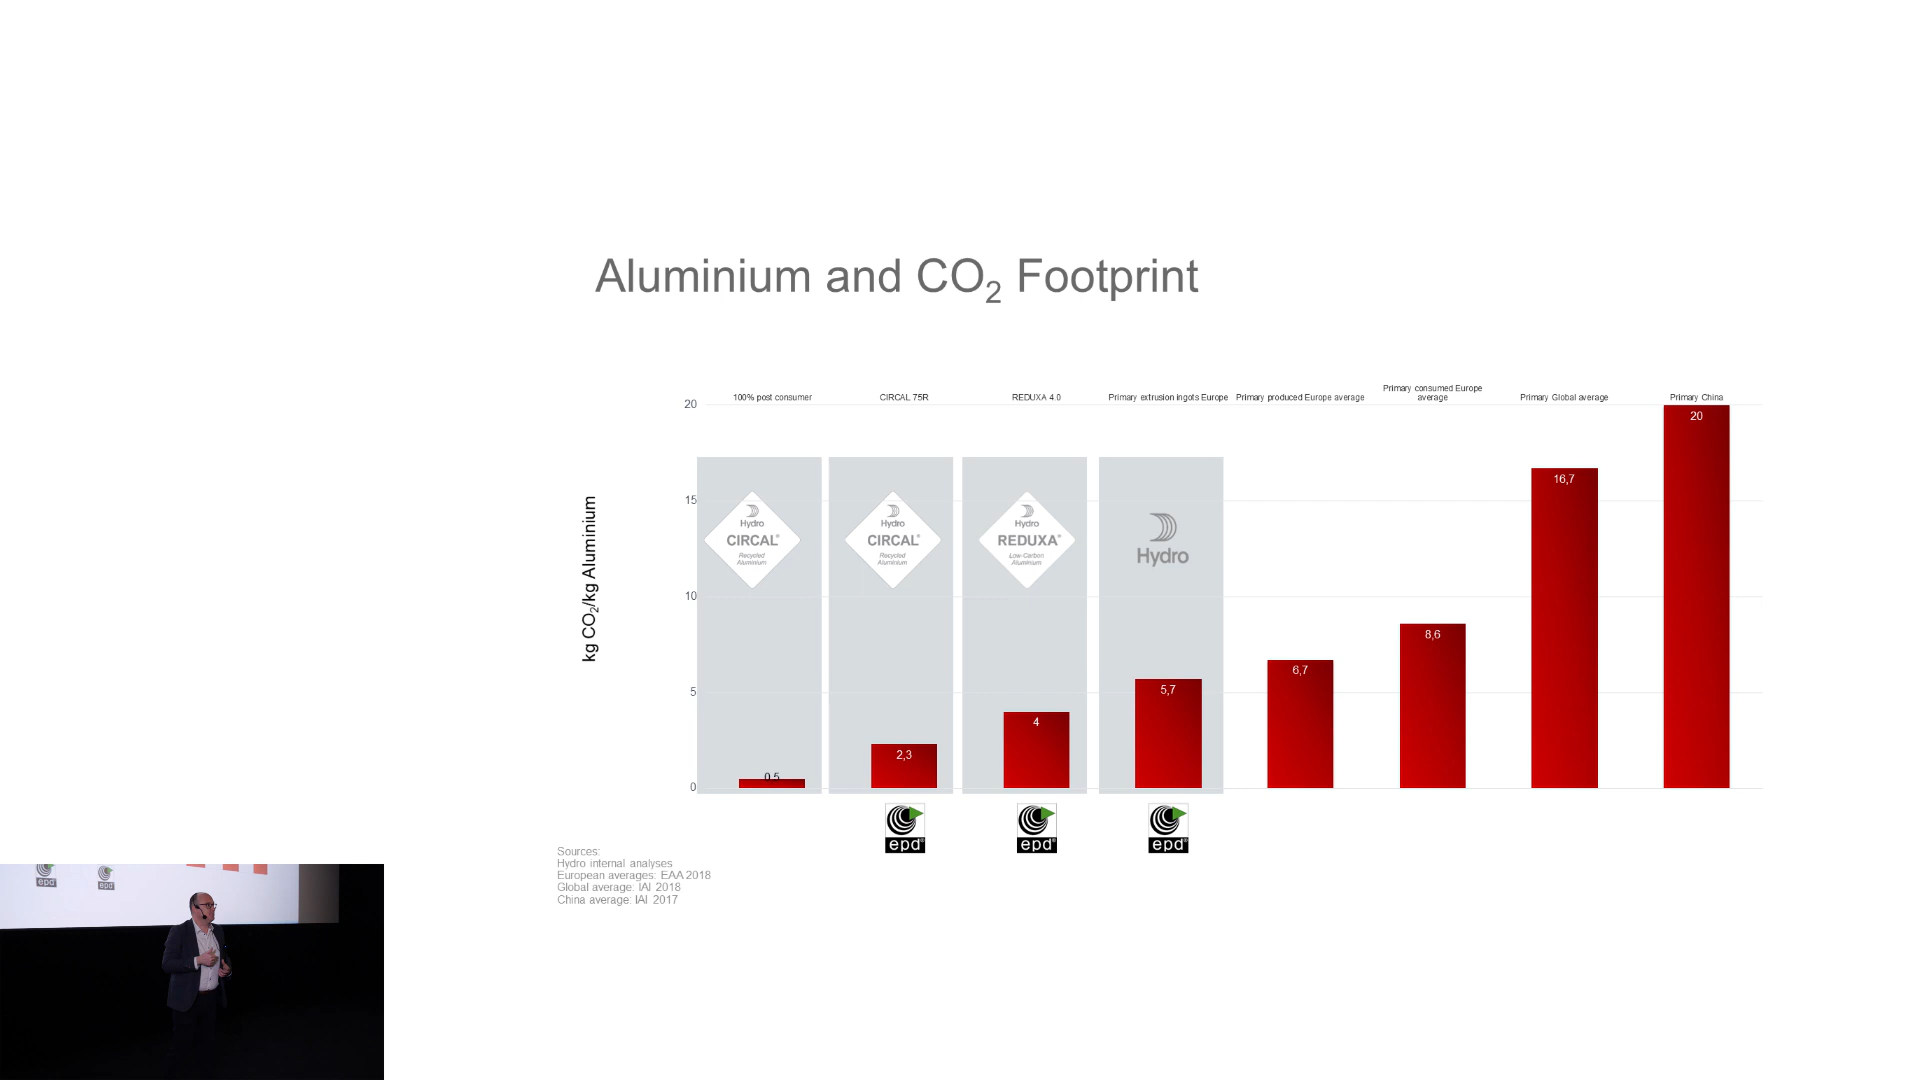 Aluminium and CO₂ Footprint
kg CO₂/kg Aluminium
20
15
10
5
0
100% post consumer
CIRCAL 75R
REDUXA 4.0
Primary extrusion ingots Europe
Primary produced Europe average
Primary consumed Europe
average
Primary Global average
Primary China
Hydro
CIRCAL®
Recycled
Aluminium
Hydro
CIRCAL®
Recycled
Aluminium
Hydro
REDUXA®
Low-Carbon
Aluminium
Hydro
0,5
2,3
4
5,7
6,7
8,6
16,7
20
epd®
epd®
epd®
Sources:
Hydro internal analyses
European averages: EAA 2018
Global average: IAI 2018
China average: IAI 2017
epd
epd